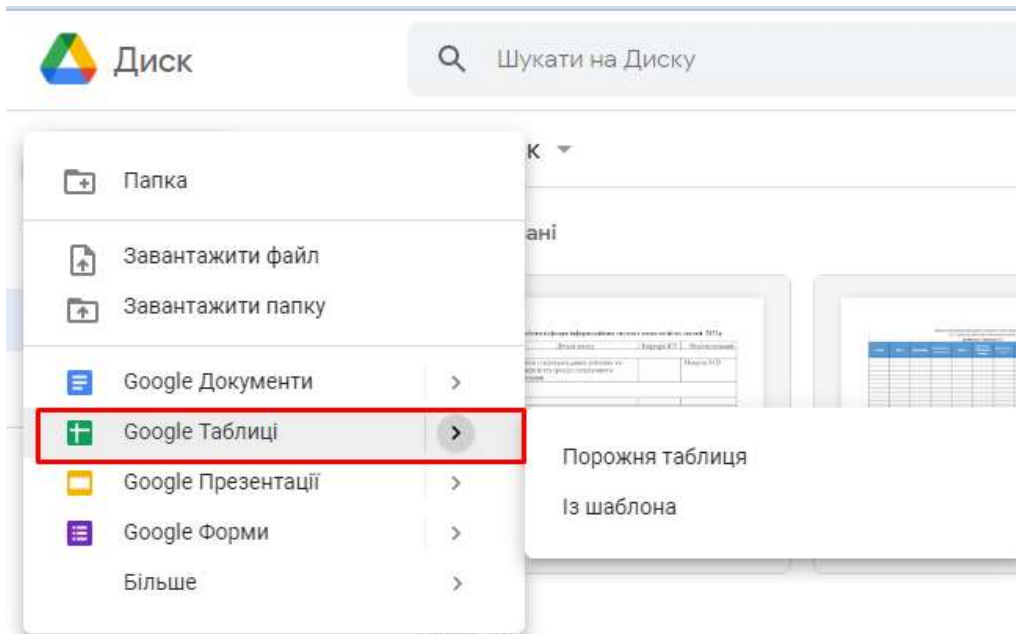 Диск
Шукати на Диску
к
Папка
ані
Завантажити файл
Завантажити папку
Google Документи
Google Таблиці
Порожня таблиця
Google Презентації
Із шаблона
Google Форми
Більше